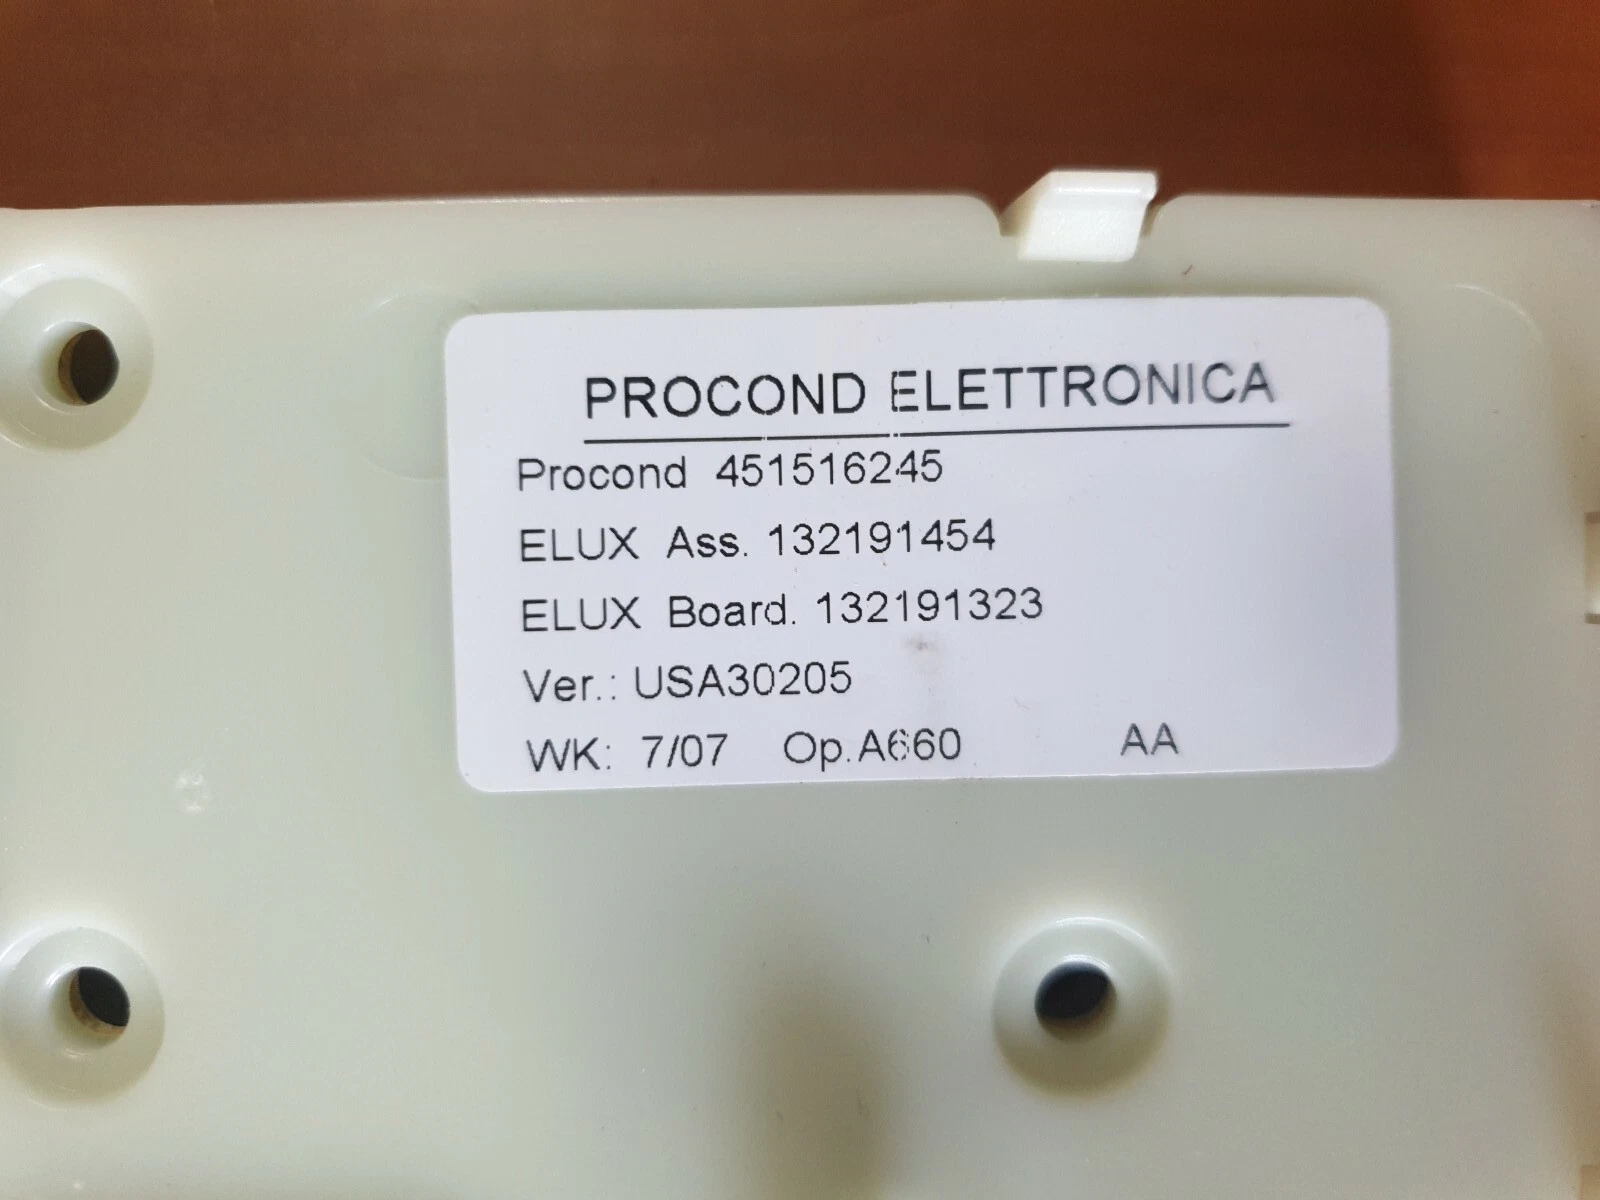 PROCOND ELETTRONICA
Procond 451516245
ELUX Ass. 132191454
ELUX Board. 132191323
Ver.: USA30205
WK: 7/07 Op.A660 AA